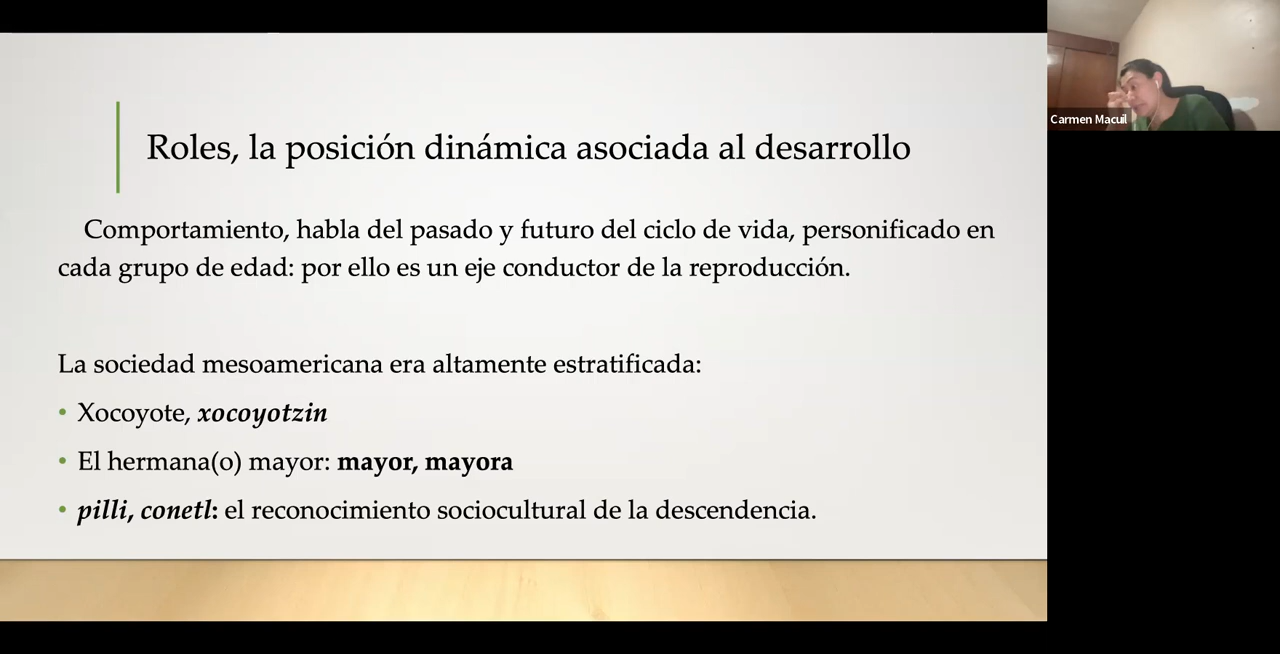 Roles, la posición dinámica asociada al desarrollo
Comportamiento, habla del pasado y futuro del ciclo de vida, personificado en
cada grupo de edad: por ello es un eje conductor de la reproducción.
La sociedad mesoamericana era altamente estratificada:
• Xocoyote, xocoyotzin
• El hermana(o) mayor: mayor, mayora
• pilli, conetl: el reconocimiento sociocultural de la descendencia.
Carmen Macuil